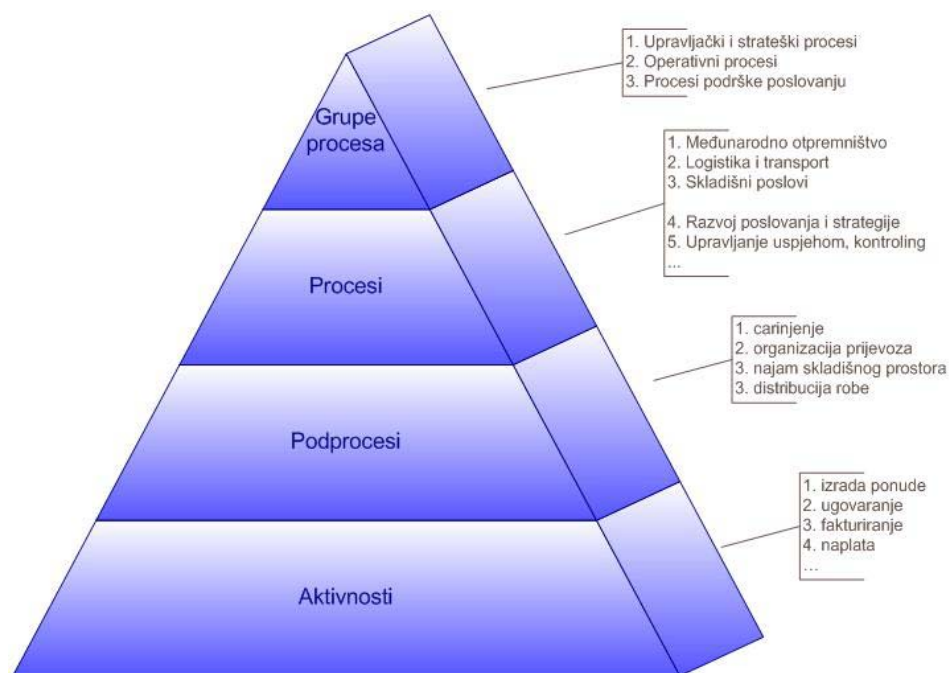 Grupe
procesa
1. Upravljački i strateški procesi
2. Operativni procesi
3. Procesi podrške poslovanju
Procesi
1. Međunarodno otpremništvo
2. Logistika i transport
3. Skladišni poslovi
4. Razvoj poslovanja i strategije
5. Upravljanje uspjehom, kontroling
...
Podprocesi
1. carinjenje
2. organizacija prijevoza
3. najam skladišnog prostora
3. distribucija robe
Aktivnosti
1. izrada ponude
2. ugovaranje
3. fakturiranje
4. naplata
...